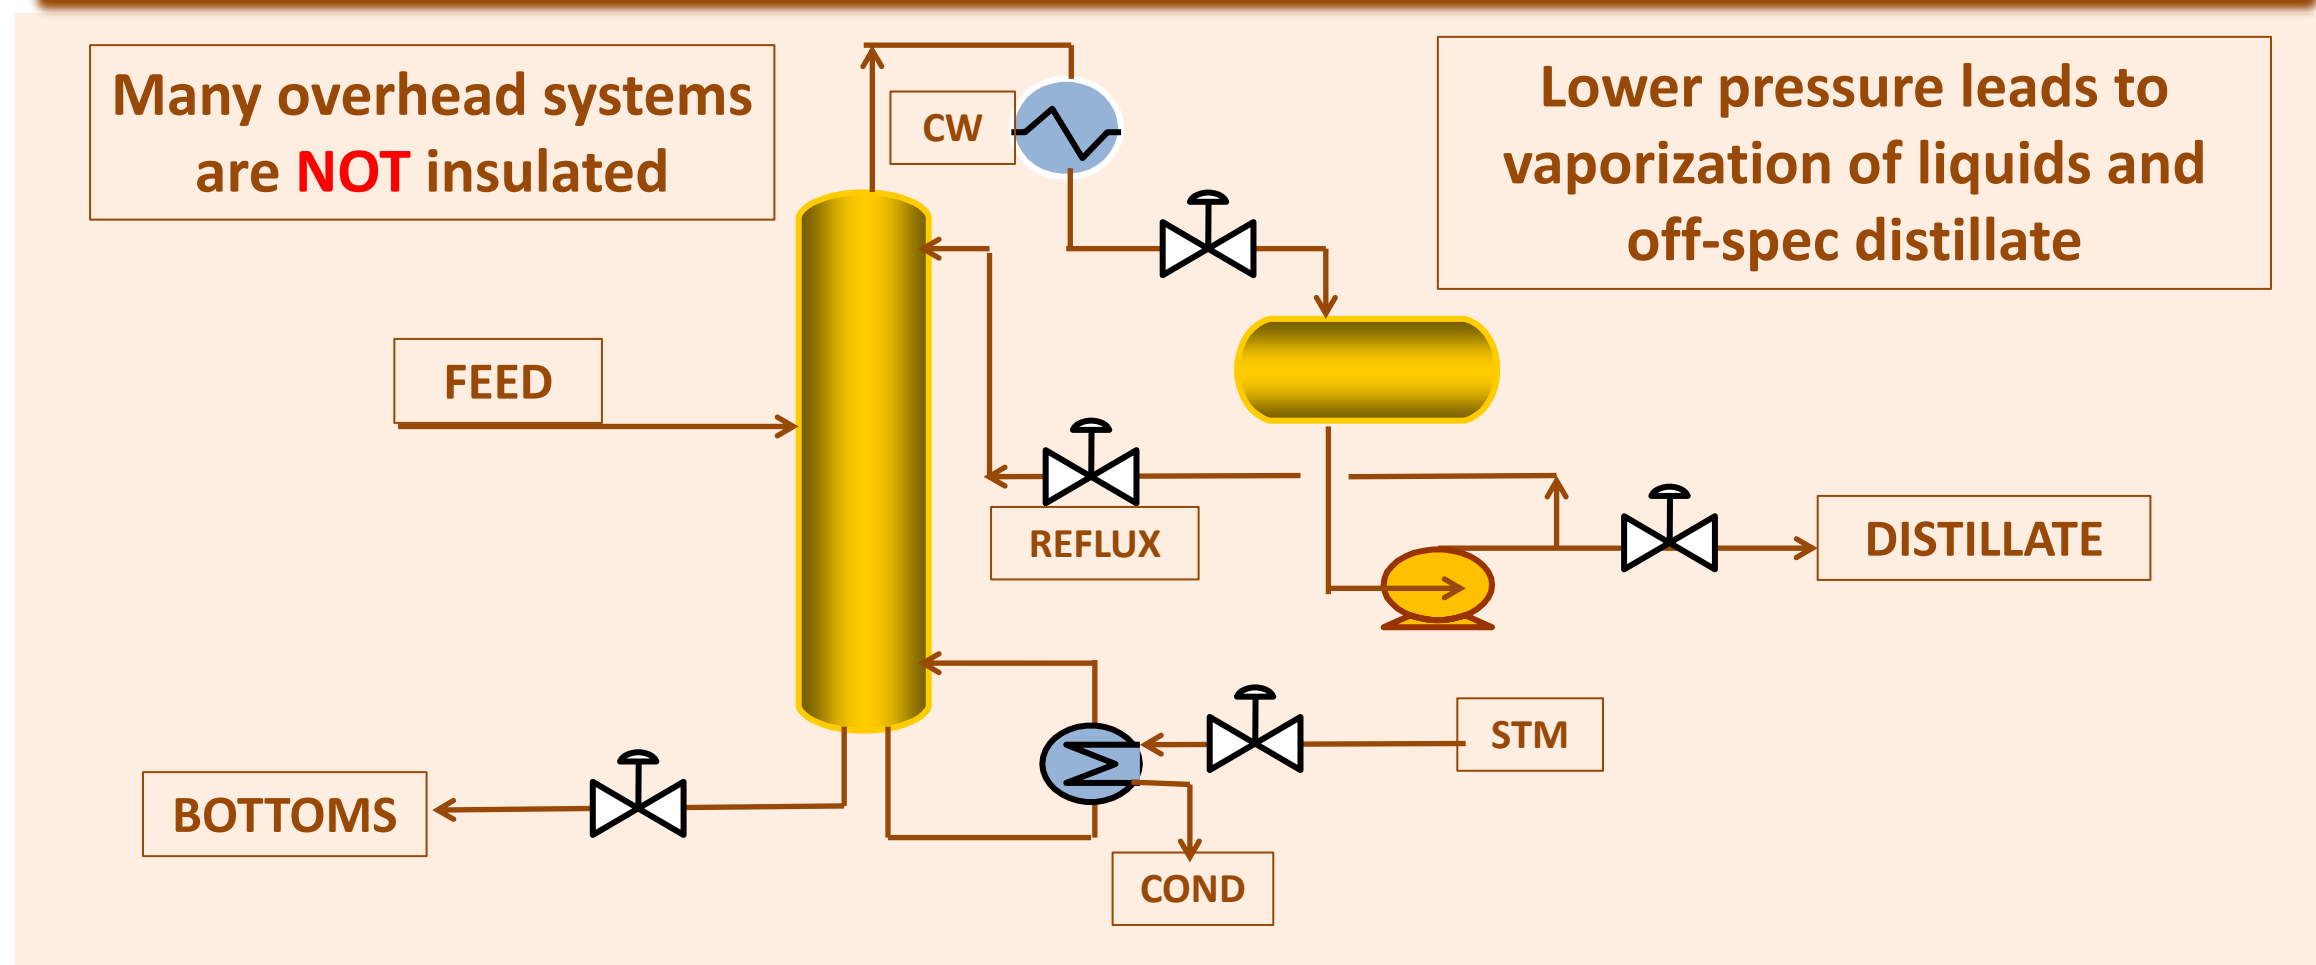 Many overhead systems
are NOT insulated
CW
Lower pressure leads to
vaporization of liquids and
off-spec distillate
FEED
REFLUX
DISTILLATE
STM
BOTTOMS
COND